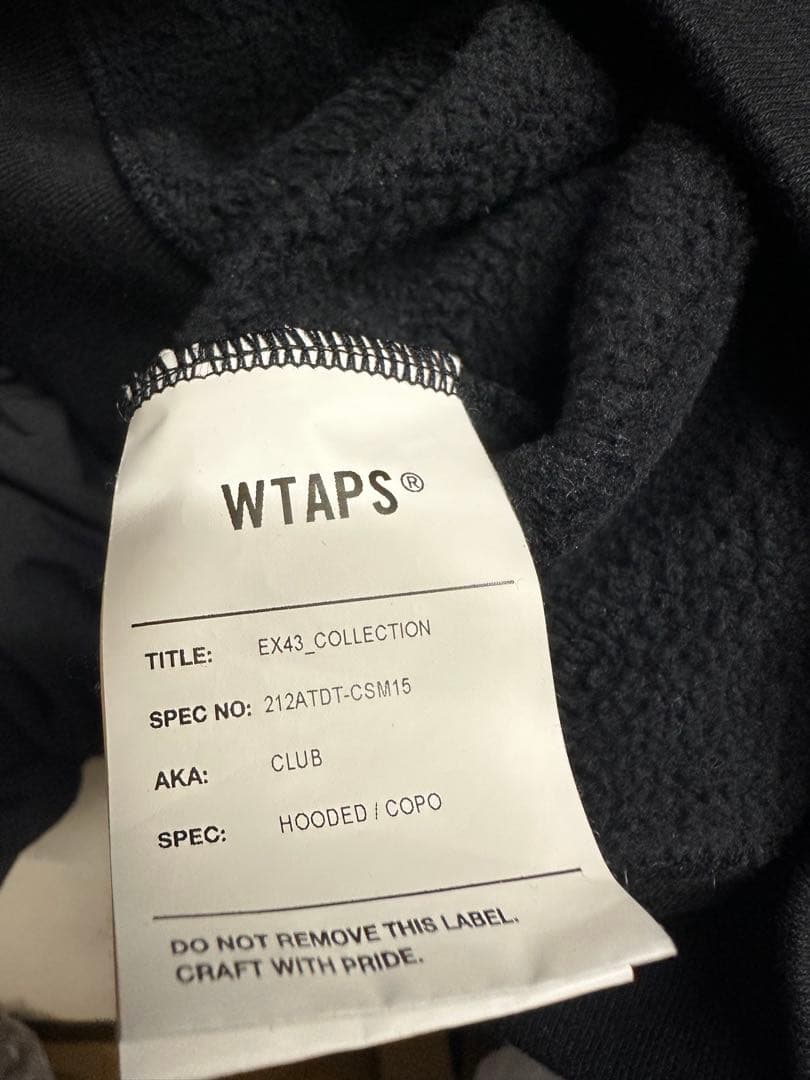 WTAPS®
TITLE: EX43_COLLECTION
SPEC NO: 212ATDT-CSM15
AKA: CLUB
SPEC: HOODED / COPO
DO NOT REMOVE THIS LABEL.
CRAFT WITH PRIDE.